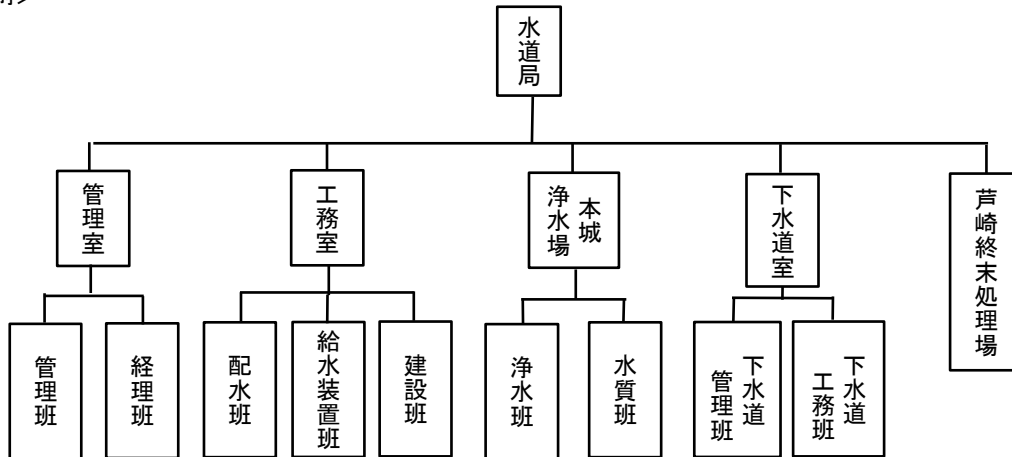 水道局
管理室
工務室
本城
浄水場
下水道室
芦崎終末処理場
管理班
経理班
配水班
給水装置班
建設班
浄水班
水質班
下水道
管理班
下水道
工務班